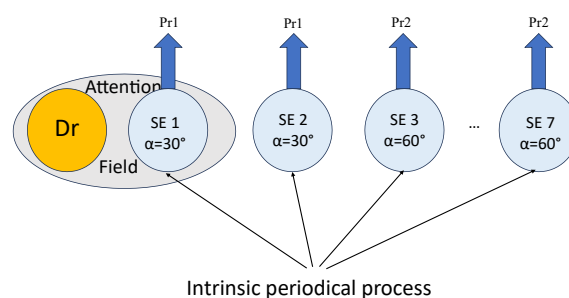 Pr1 Pr1 Pr2 Pr2
Attention
Dr
Field
SE 1
α=30°
SE 2
α=30°
SE 3
α=60°
...
SE 7
α=60°
Intrinsic periodical process